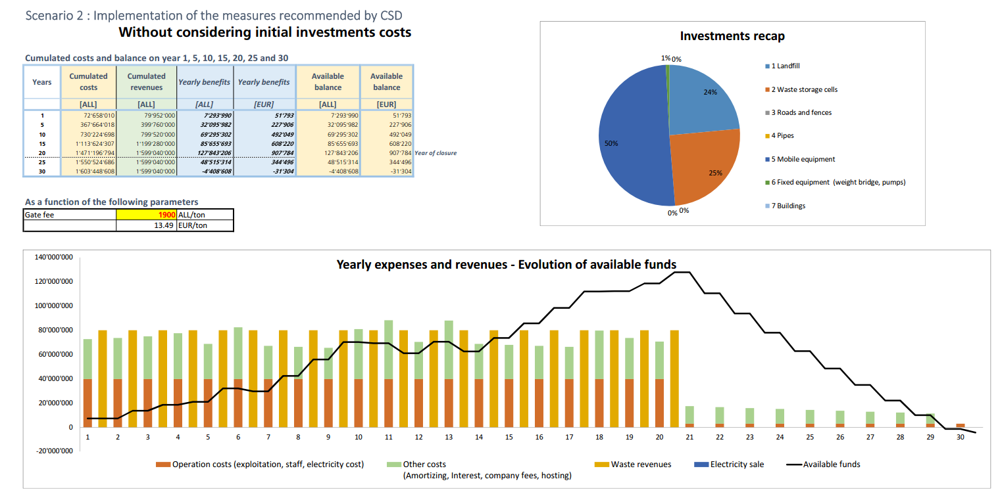 Scenario 2 : Implementation of the measures recommended by CSD
Without considering initial investments costs
Cumulated costs and balance on year 1, 5, 10, 15, 20, 25 and 30
Years Cumulated costs Cumulated revenues Yearly benefits Yearly benefits Available balance Available balance
[ALL] [ALL] [ALL] [EUR] [ALL] [EUR]
1 72'658'010 79'952'000 7'293'990 51'793 7'293'990 51'793
5 367'664'018 399'760'000 32'095'982 227'906 32'095'982 227'906
10 730'224'698 799'520'000 69'295'302 492'049 69'295'302 492'049
15 1'113'624'307 1'199'280'000 85'655'693 608'220 85'655'693 608'220
20 1'471'196'794 1'599'040'000 127'843'206 907'784 127'843'206 907'784 Year of closure
25 1'550'524'686 1'599'040'000 48'515'314 344'496 48'515'314 344'496
30 1'603'448'608 1'599'040'000 -4'408'608 -31'304 -4'408'608 -31'304
As a function of the following parameters
Gate fee 1900 ALL/ton
13.49 EUR/ton
Investments recap
1% 0%
24%
50%
25%
0% 0%
1 Landfill
2 Waste storage cells
3 Roads and fences
4 Pipes
5 Mobile equipment
6 Fixed equipment (weight bridge, pumps)
7 Buildings
Yearly expenses and revenues - Evolution of available funds
140'000'000
120'000'000
100'000'000
80'000'000
60'000'000
40'000'000
20'000'000
0
-20'000'000
1 2 3 4 5 6 7 8 9 10 11 12 13 14 15 16 17 18 19 20 21 22 23 24 25 26 27 28 29 30
Operation costs (exploitation, staff, electricity cost) Other costs Waste revenues Electricity sale Available funds
(Amortizing, Interest, company fees, hosting)